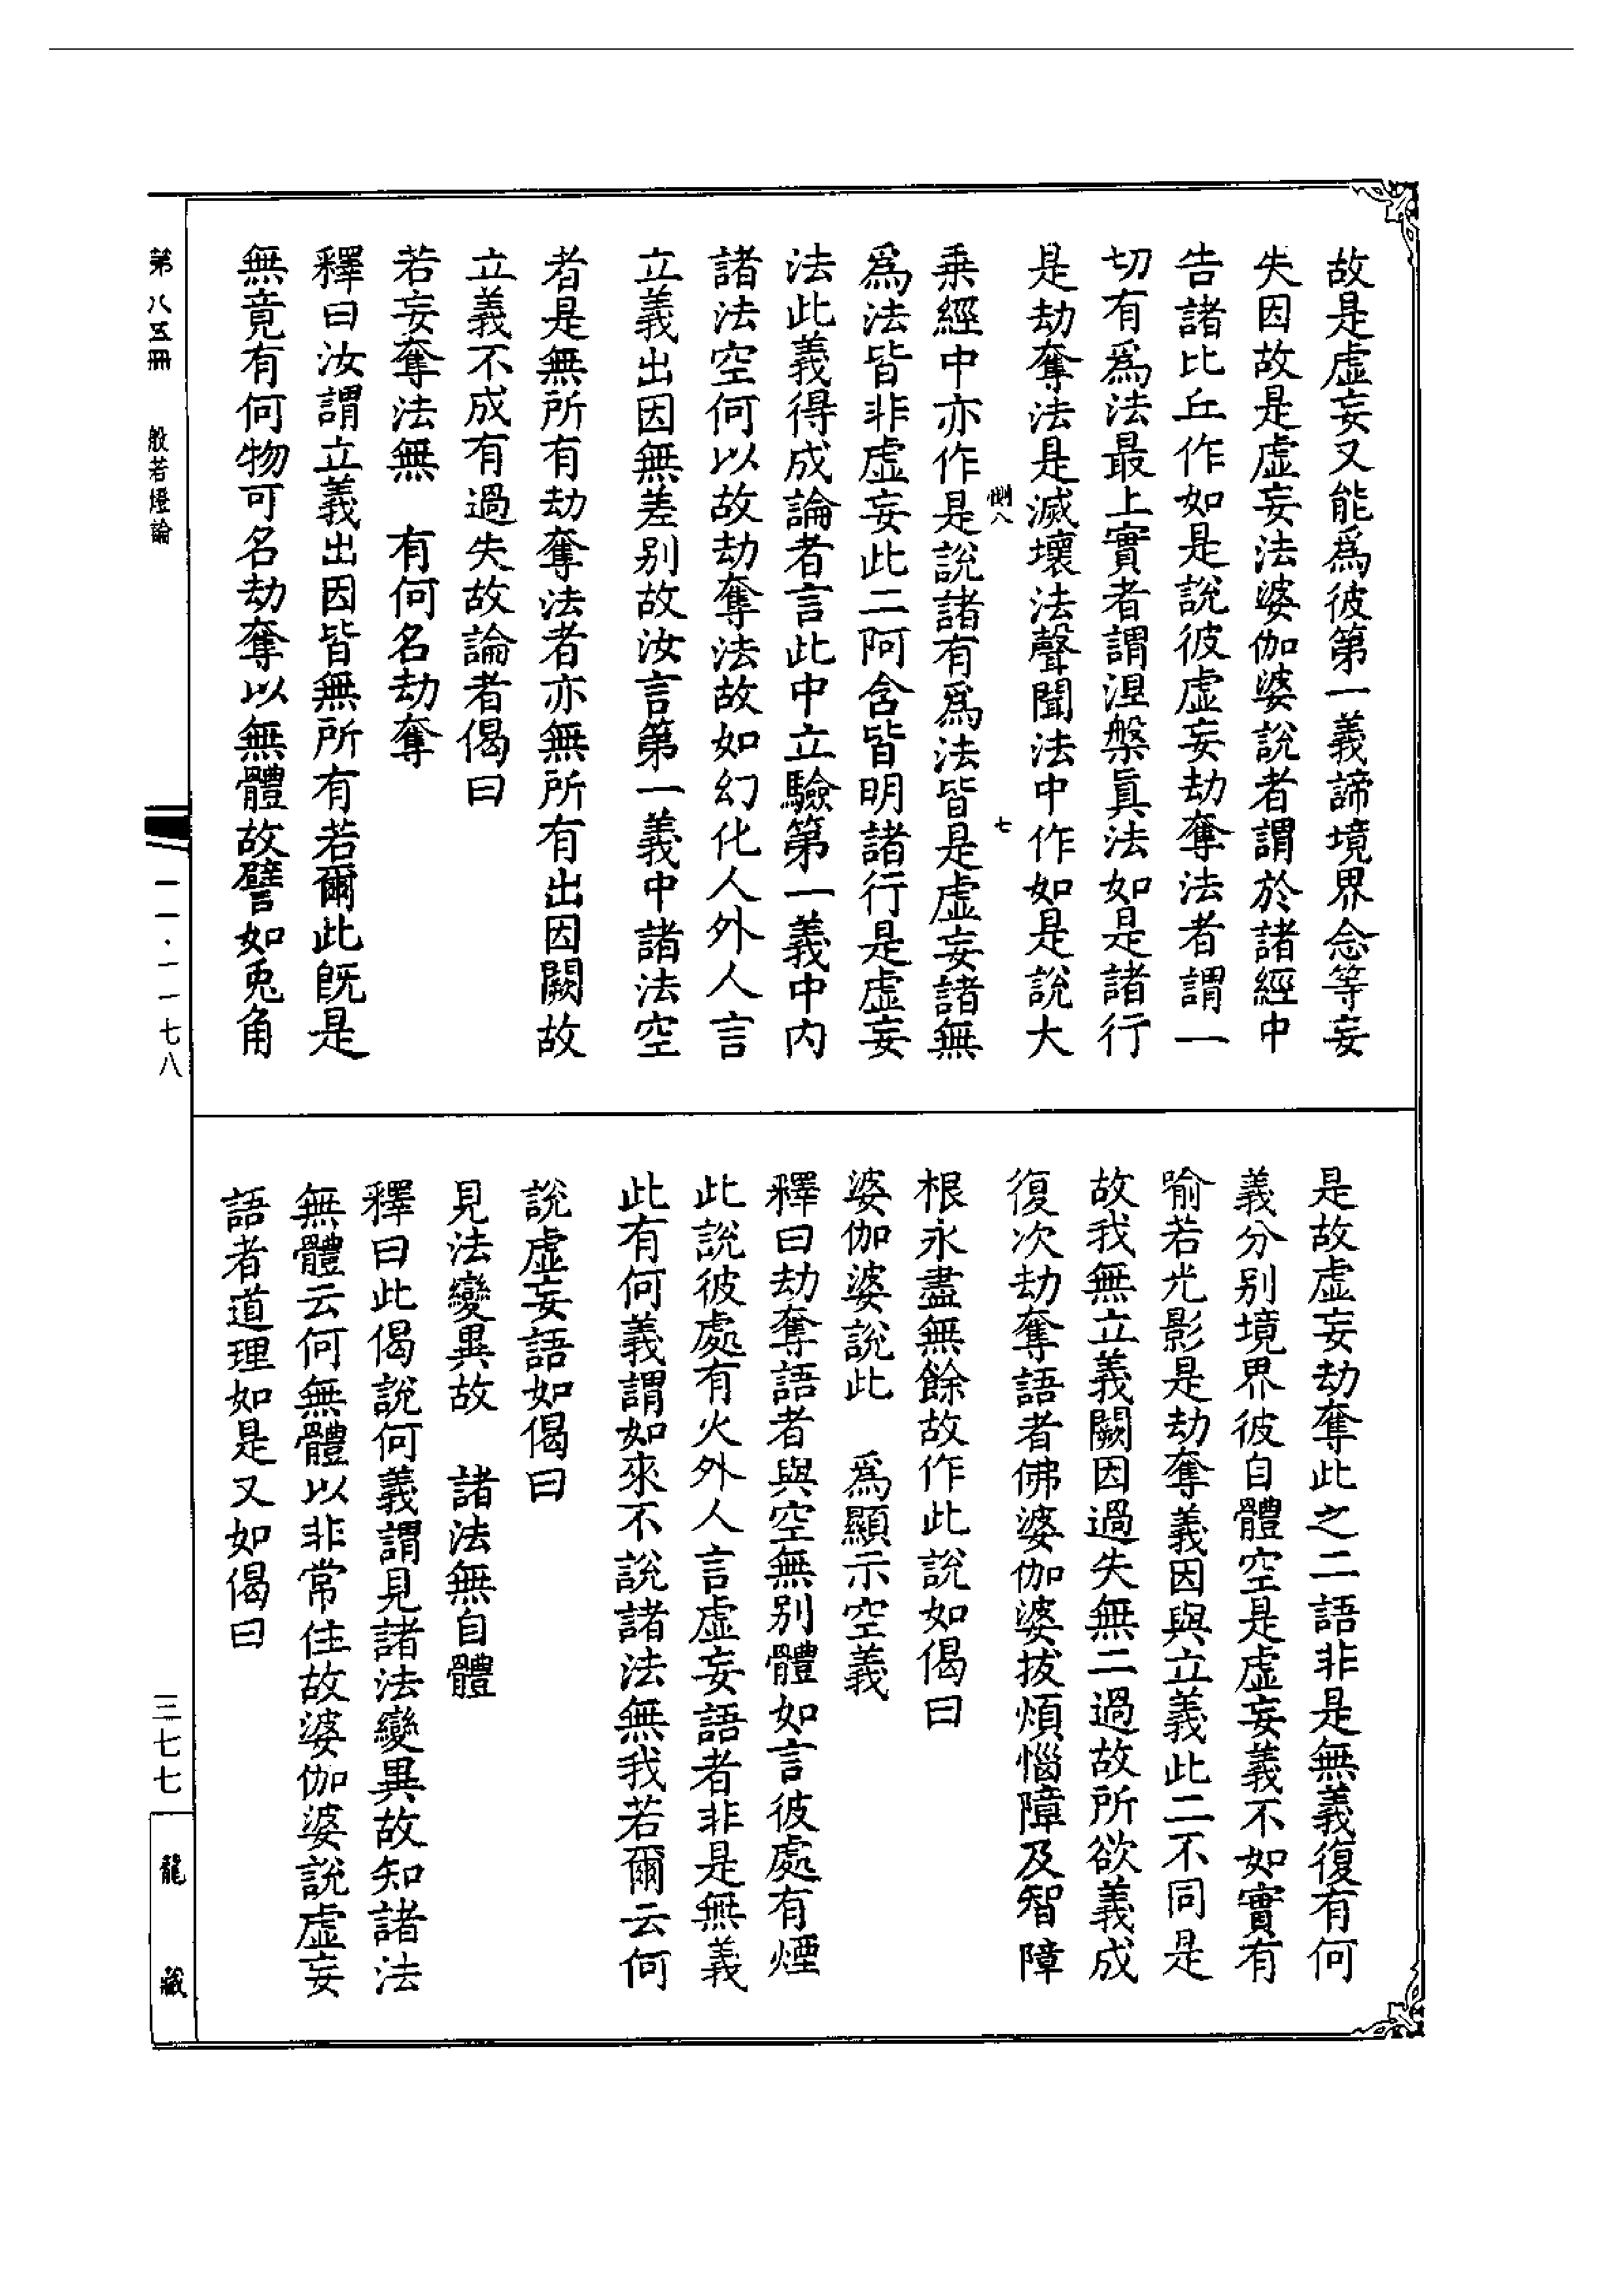 故是虛妄又能爲彼第一義諦境界念等妄
失因故是虛妄法婆伽婆說者謂於諸經中
告諸比丘作如是說彼虛妄劫奪法者謂一
切有爲法最上實者謂涅槃眞法如是諸行
是劫奪法是滅壞法聲聞法中作如是說大
惻八 七
乘經中亦作是說諸有爲法皆是虛妄諸無
爲法皆非虛妄此二阿含皆明諸行是虛妄
法此義得成論者言此中立驗第一義中內
諸法空何以故劫奪法故如幻化人外人言
立義出因無差别故汝言第一義中諸法空
者是無所有劫奪法者亦無所有出因闕故
立義不成有過失故論者偈曰
若妄奪法無　有何名劫奪
釋曰汝謂立義出因皆無所有若爾此旣是
無竟有何物可名劫奪以無體故譬如兎角
是故虛妄劫奪此之二語非是無義復有何
義分别境界彼自體空是虛妄義不如實有
喻若光影是劫奪義因與立義此二不同是
故我無立義闕因過失無二過故所欲義成
復次劫奪語者佛婆伽婆拔煩惱障及智障
根永盡無餘故作此說如偈曰
婆伽婆說此　爲顯示空義
釋曰劫奪語者與空無别體如言彼處有煙
此說彼處有火外人言虛妄語者非是無義
此有何義謂如來不說諸法無我若爾云何
說虛妄語如偈曰
見法變異故　諸法無自體
釋曰此偈說何義謂見諸法變異故知諸法
無體云何無體以非常住故婆伽婆說虛妄
語者道理如是又如偈曰
第八五冊　般若燈論
一一·一一七八
三七七
龍藏